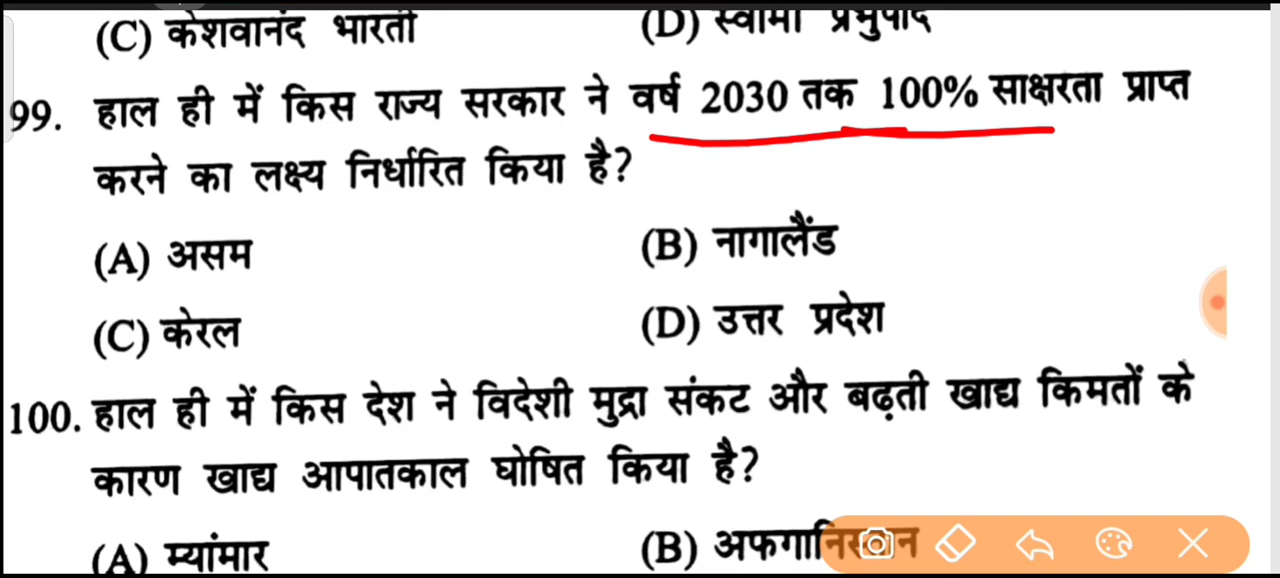 (C) केशवानंद भारती (D) स्वामी प्रभुपाद
99. हाल ही में किस राज्य सरकार ने वर्ष 2030 तक 100% साक्षरता प्राप्त
करने का लक्ष्य निर्धारित किया है?
(A) असम (B) नागालैंड
(C) केरल (D) उत्तर प्रदेश
100. हाल ही में किस देश ने विदेशी मुद्रा संकट और बढ़ती खाद्य किमतों के
कारण खाद्य आपातकाल घोषित किया है?
(A) म्यांमार (B) अफगानिस्तान